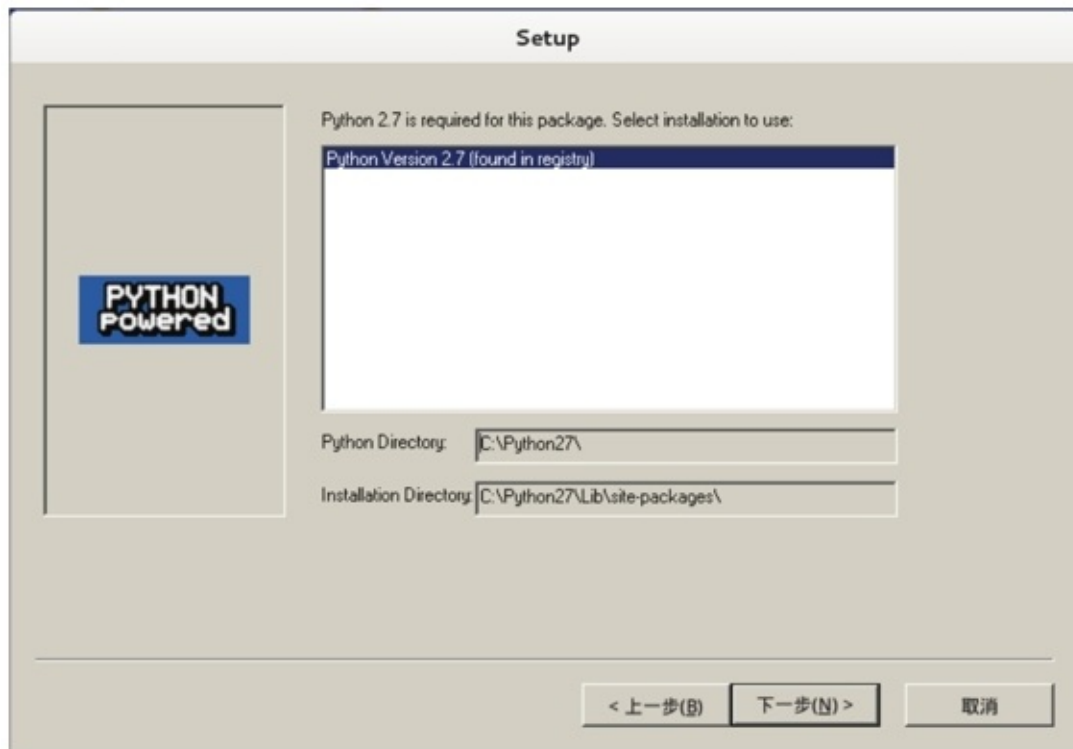 Setup
Python 2.7 is required for this package. Select installation to use:
Python Version 2.7 (found in registry)
PYTHON
powered
Python Directory: C:\Python27\
Installation Directory: C:\Python27\Lib\site-packages\
< 上一步(B) 下一步(N) > 取消